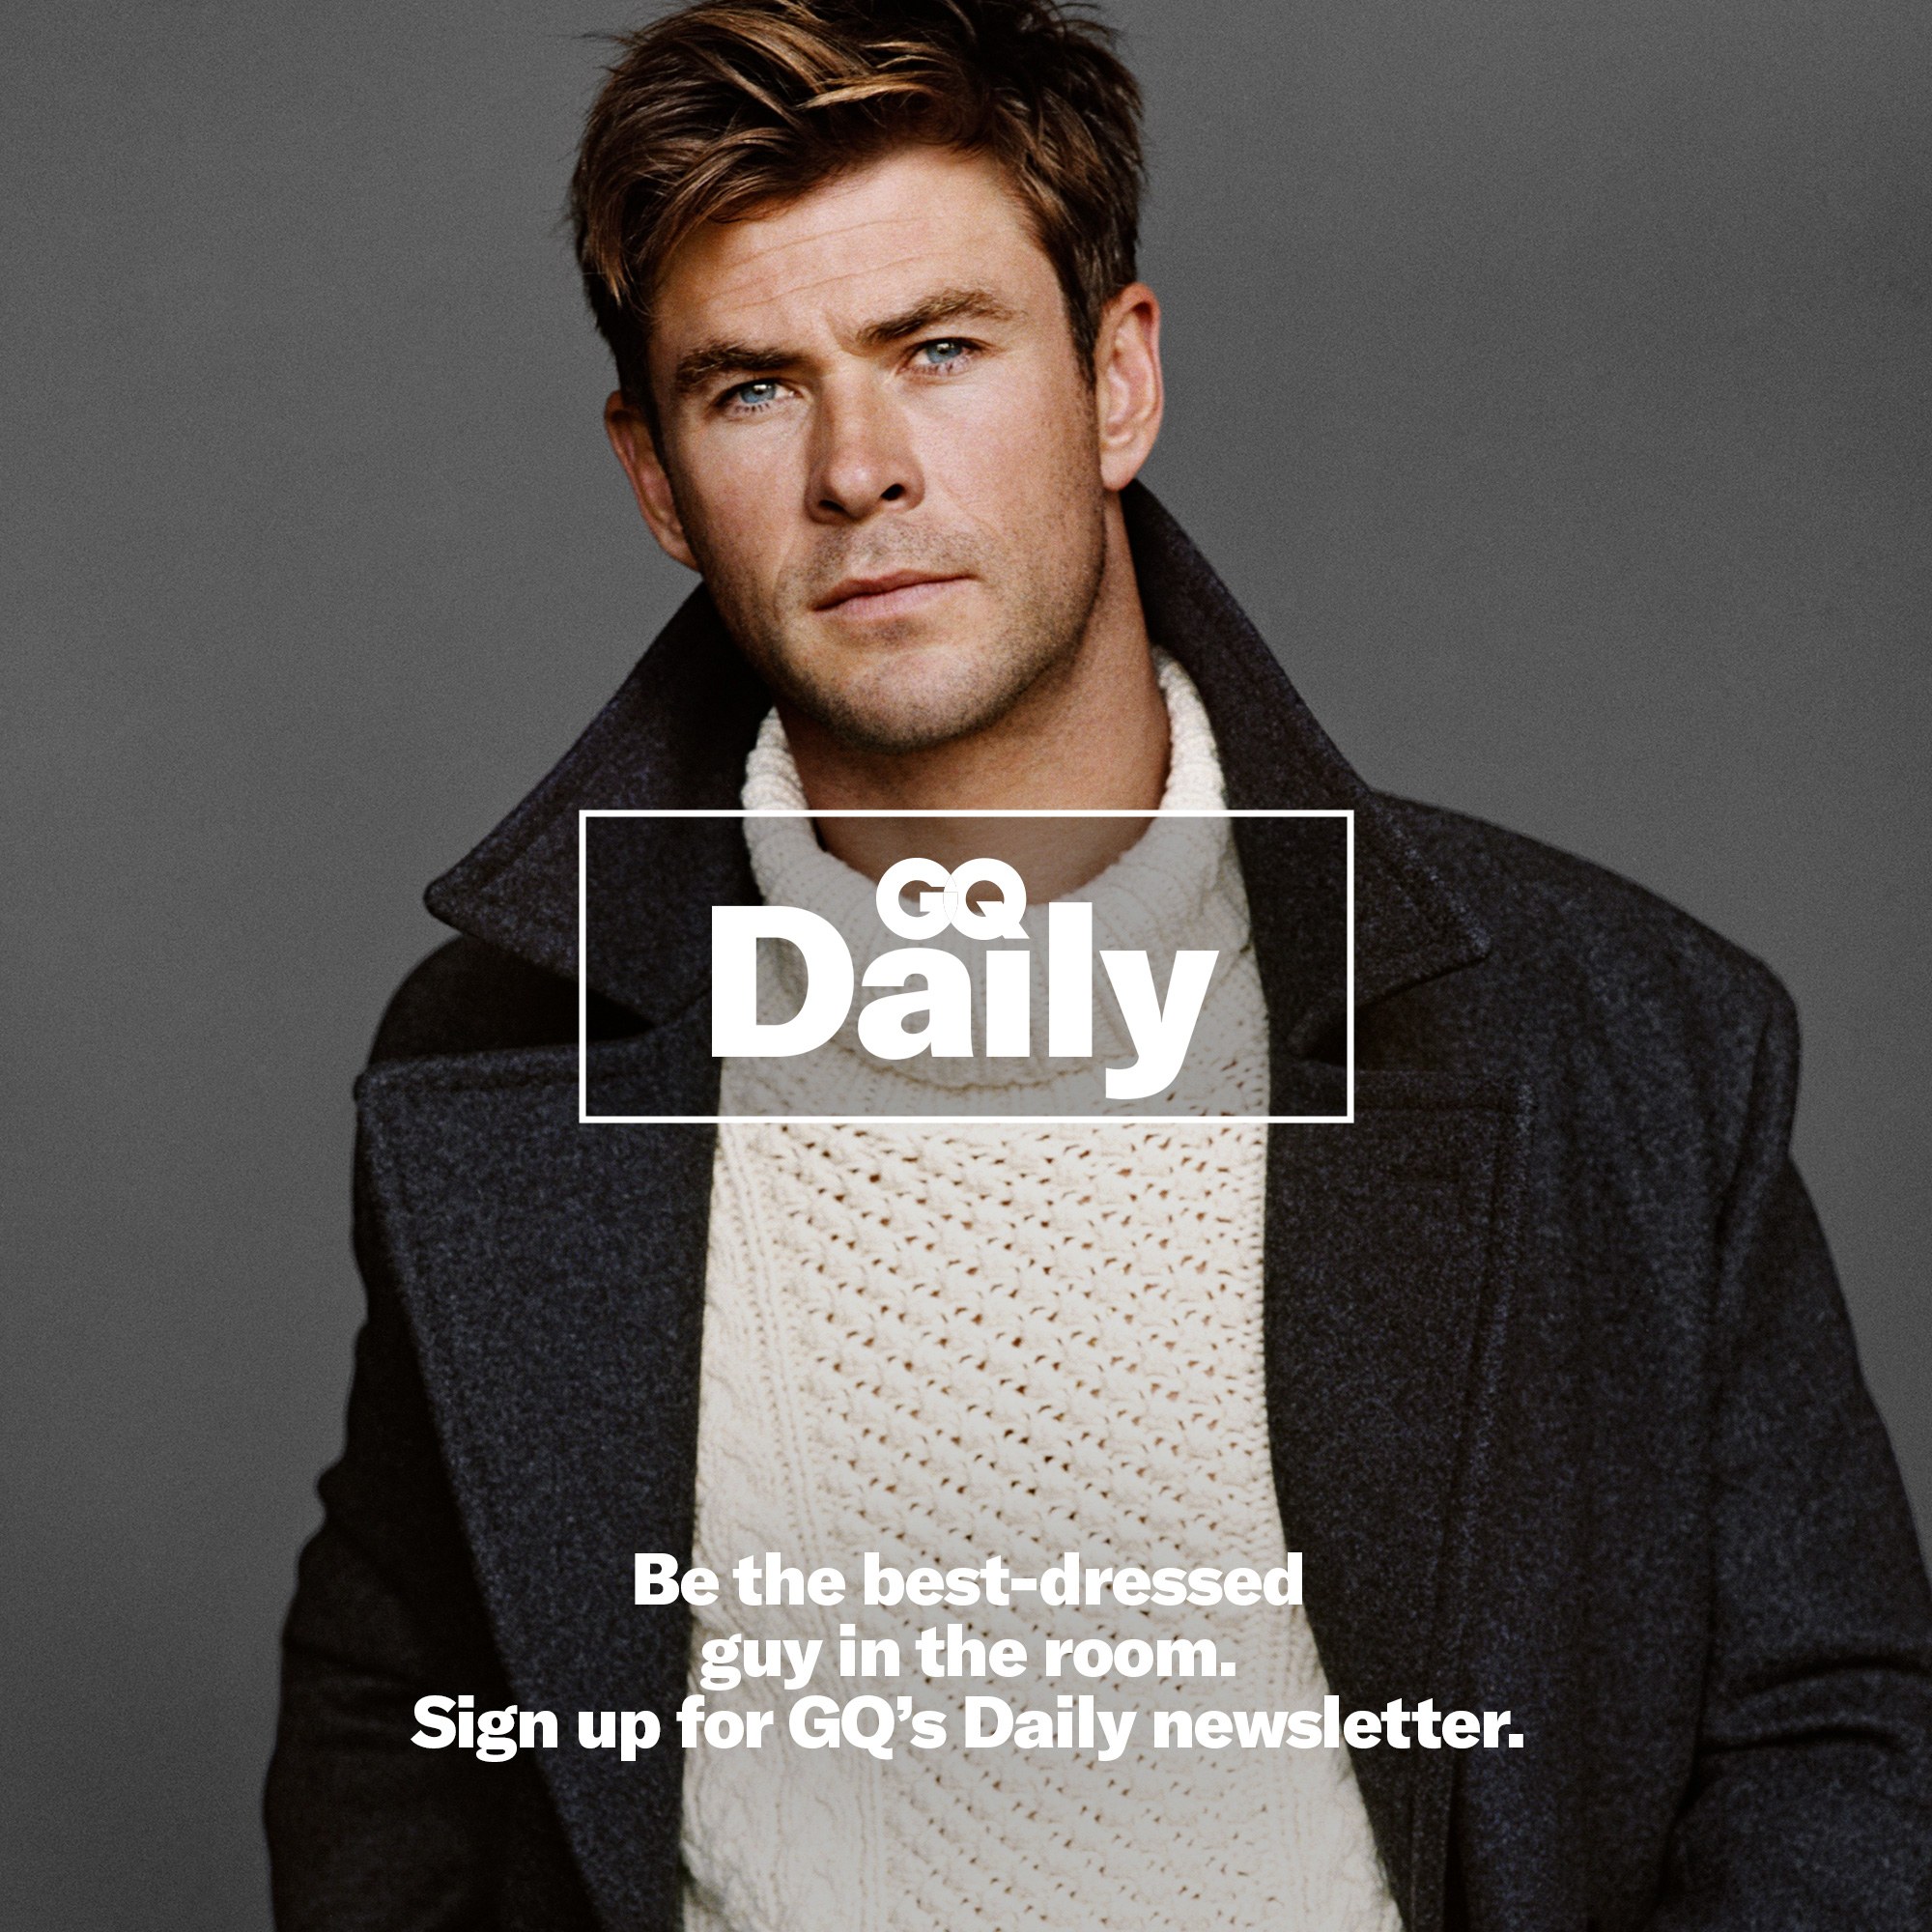 GQ
Daily
Be the best-dressed
guy in the room.
Sign up for GQ’s Daily newsletter.